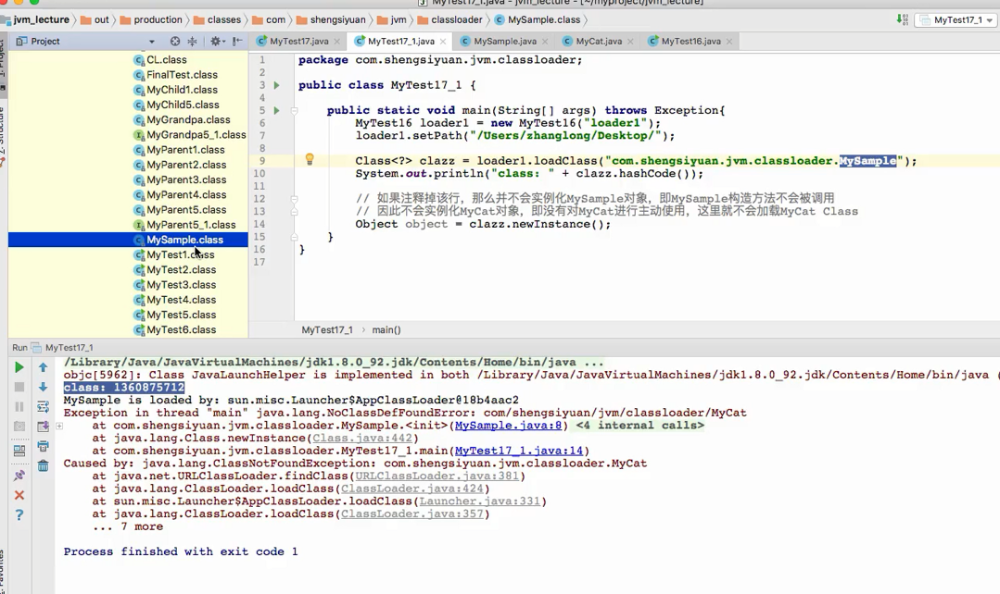 MyTest17_1.java - jvm_lecture - [~/myproject/jvm_lecture]
jvm_lecture out production classes com shengsiyuan jvm classloader MySample.class MyTest17_1
Project
MyTest17.java MyTest17_1.java MySample.java MyCat.java MyTest16.java
CL.class
FinalTest.class
MyChild1.class
MyChild5.class
MyGrandpa.class
MyGrandpa5_1.class
MyParent1.class
MyParent2.class
MyParent3.class
MyParent4.class
MyParent5.class
MyParent5_1.class
MySample.class
MyTest1.class
MyTest2.class
MyTest3.class
MyTest4.class
MyTest5.class
MyTest6.class
1 package com.shengsiyuan.jvm.classloader;
2
3 public class MyTest17_1 {
4
5 public static void main(String[] args) throws Exception{
6 MyTest16 loader1 = new MyTest16("loader1");
7 loader1.setPath("/Users/zhanglong/Desktop/");
8
9 Class<?> clazz = loader1.loadClass("com.shengsiyuan.jvm.classloader.MySample");
10 System.out.println("class: " + clazz.hashCode());
11
12 // 如果注释掉该行，那么并不会实例化MySample对象，即MySample构造方法不会被调用
13 // 因此不会实例化MyCat对象，即没有对MyCat进行主动使用，这里就不会加载MyCat Class
14 Object object = clazz.newInstance();
15 }
16 }
17
MyTest17_1 › main()
Run MyTest17_1
/Library/Java/JavaVirtualMachines/jdk1.8.0_92.jdk/Contents/Home/bin/java ...
objc[5962]: Class JavaLaunchHelper is implemented in both /Library/Java/JavaVirtualMachines/jdk1.8.0_92.jdk/Contents/Home/bin/java (
class: 1360875712
MySample is loaded by: sun.misc.Launcher$AppClassLoader@18b4aac2
Exception in thread "main" java.lang.NoClassDefFoundError: com/shengsiyuan/jvm/classloader/MyCat
at com.shengsiyuan.jvm.classloader.MySample.<init>(MySample.java:8) <4 internal calls>
at java.lang.Class.newInstance(Class.java:442)
at com.shengsiyuan.jvm.classloader.MyTest17_1.main(MyTest17_1.java:14)
Caused by: java.lang.ClassNotFoundException: com.shengsiyuan.jvm.classloader.MyCat
at java.net.URLClassLoader.findClass(URLClassLoader.java:381)
at java.lang.ClassLoader.loadClass(ClassLoader.java:424)
at sun.misc.Launcher$AppClassLoader.loadClass(Launcher.java:331)
at java.lang.ClassLoader.loadClass(ClassLoader.java:357)
... 7 more
Process finished with exit code 1